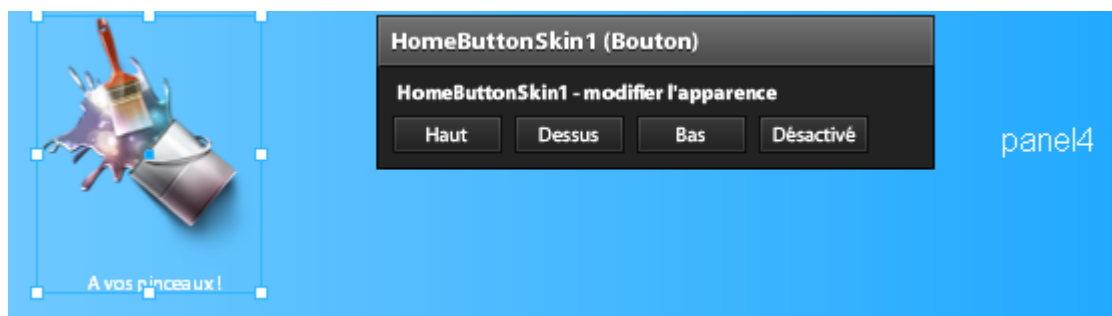 HomeButtonSkin1 (Bouton)
HomeButtonSkin1 - modifier l'apparence
Haut Dessus Bas Désactivé
panel4
A vos pinceaux !